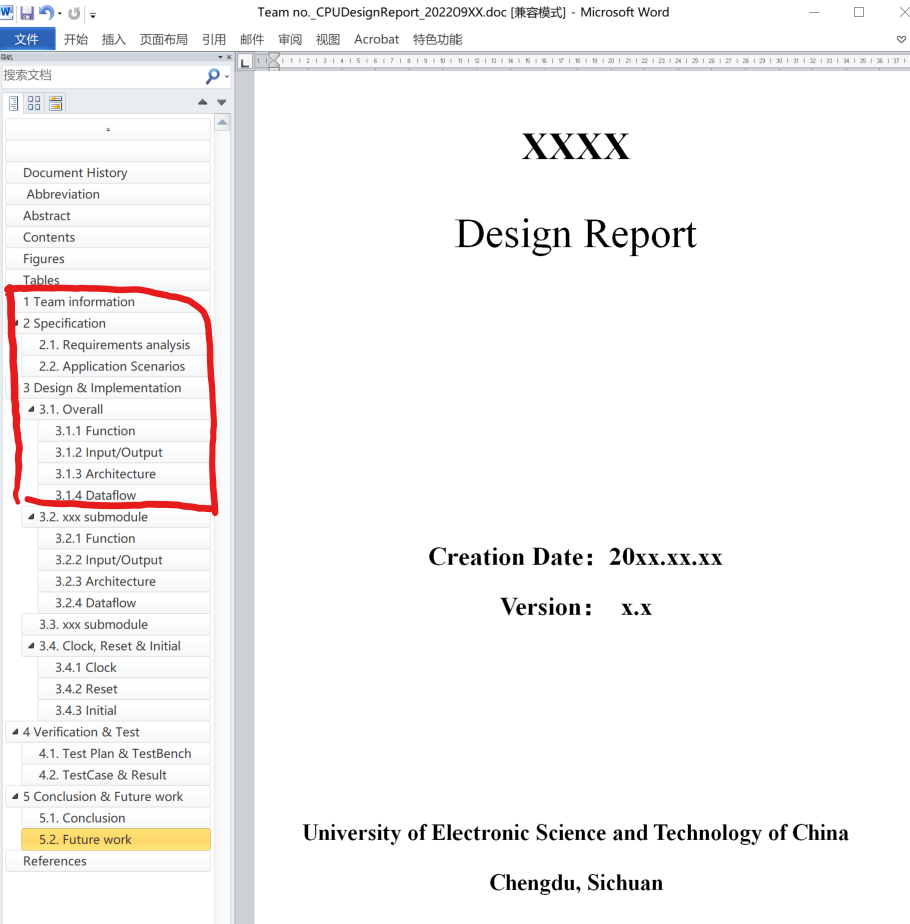 Team no._CPUDesignReport_202209XX.doc [兼容模式] - Microsoft Word
文件 开始 插入 页面布局 引用 邮件 审阅 视图 Acrobat 特色功能
导航
搜索文档
Document History
Abbreviation
Abstract
Contents
Figures
Tables
1 Team information
2 Specification
2.1. Requirements analysis
2.2. Application Scenarios
3 Design & Implementation
3.1. Overall
3.1.1 Function
3.1.2 Input/Output
3.1.3 Architecture
3.1.4 Dataflow
3.2. xxx submodule
3.2.1 Function
3.2.2 Input/Output
3.2.3 Architecture
3.2.4 Dataflow
3.3. xxx submodule
3.4. Clock, Reset & Initial
3.4.1 Clock
3.4.2 Reset
3.4.3 Initial
4 Verification & Test
4.1. Test Plan & TestBench
4.2. TestCase & Result
5 Conclusion & Future work
5.1. Conclusion
5.2. Future work
References
XXXX
Design Report
Creation Date：20xx.xx.xx
Version： x.x
University of Electronic Science and Technology of China
Chengdu, Sichuan